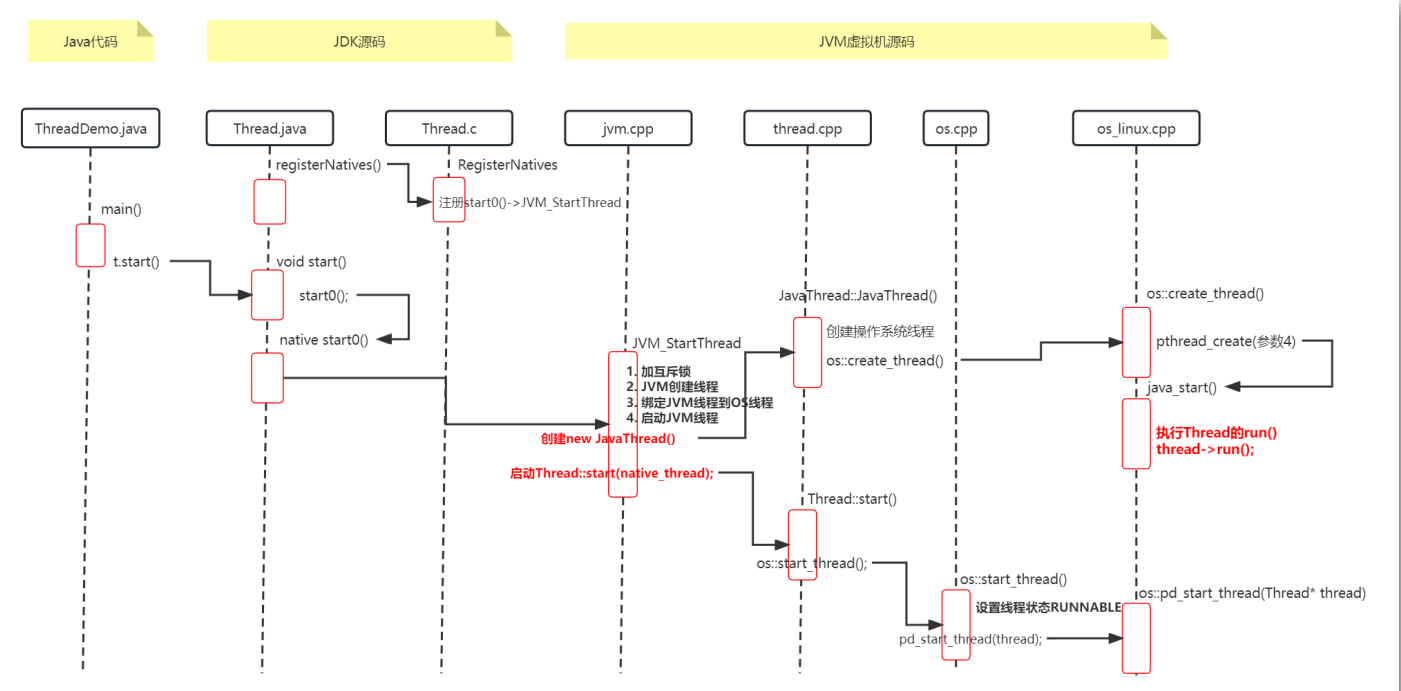 Java代码
JDK源码
JVM虚拟机源码
ThreadDemo.java
Thread.java
Thread.c
jvm.cpp
thread.cpp
os.cpp
os_linux.cpp
registerNatives()
RegisterNatives
注册start0()->JVM_StartThread
main()
t.start()
void start()
start0();
native start0()
JavaThread::JavaThread()
创建操作系统线程
os::create_thread()
os::create_thread()
pthread_create(参数4)
java_start()
执行Thread的run()
thread->run();
JVM_StartThread
1. 加互斥锁
2. JVM创建线程
3. 绑定JVM线程到OS线程
4. 启动JVM线程
创建new JavaThread()
启动Thread::start(native_thread);
Thread::start()
os::start_thread();
os::start_thread()
设置线程状态RUNNABLE
pd_start_thread(thread);
os::pd_start_thread(Thread* thread)